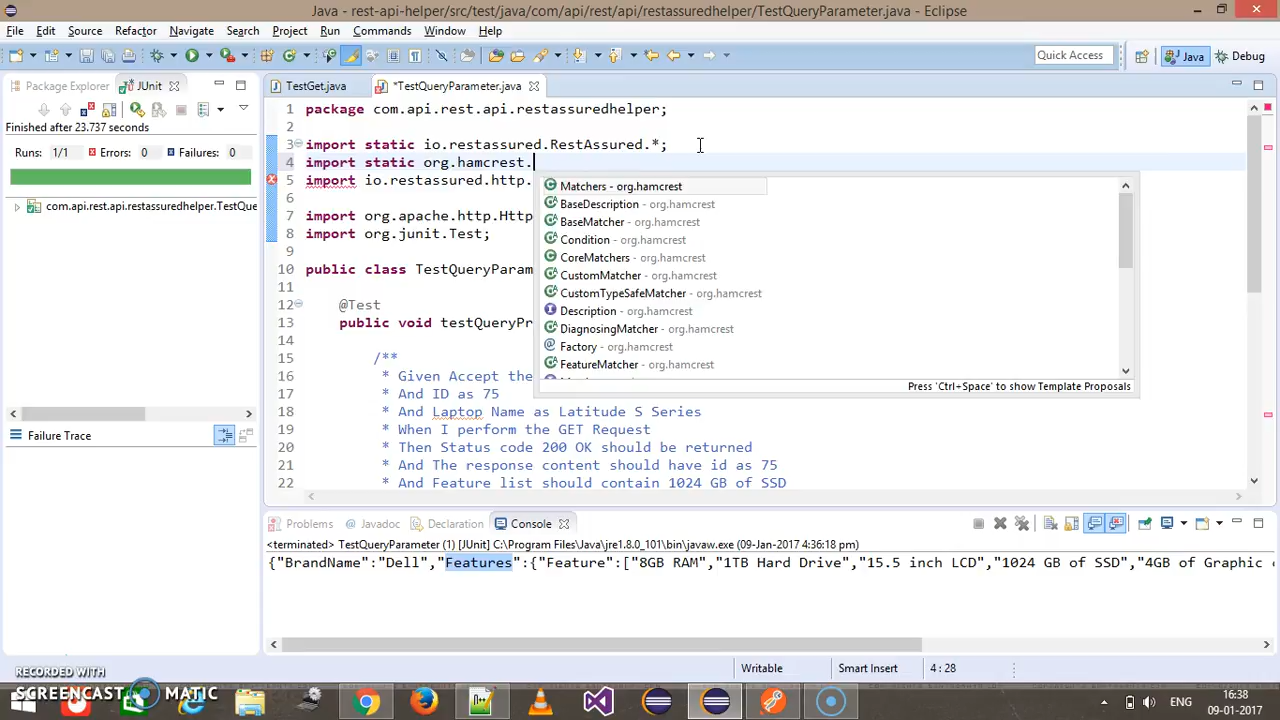 Java - rest-api-helper/src/test/java/com/api/rest/api/restassuredhelper/TestQueryParameter.java - Eclipse
File Edit Source Refactor Navigate Search Project Run Commands Window Help
Quick Access Java Debug
Package Explorer JUnit
Finished after 23.737 seconds
Runs: 1/1 Errors: 0 Failures: 0
com.api.rest.api.restassuredhelper.TestQue
Failure Trace
TestGet.java *TestQueryParameter.java
1 package com.api.rest.api.restassuredhelper;
2
3 import static io.restassured.RestAssured.*;
4 import static org.hamcrest.
5 import io.restassured.http.
6
7 import org.apache.http.Http
8 import org.junit.Test;
9
10 public class TestQueryParam
11
12 @Test
13 public void testQueryPr
14
15 /**
16 * Given Accept the
17 * And ID as 75
18 * And Laptop Name as Latitude S Series
19 * When I perform the GET Request
20 * Then Status code 200 OK should be returned
21 * And The response content should have id as 75
22 * And Feature list should contain 1024 GB of SSD
Matchers - org.hamcrest
BaseDescription - org.hamcrest
BaseMatcher - org.hamcrest
Condition - org.hamcrest
CoreMatchers - org.hamcrest
CustomMatcher - org.hamcrest
CustomTypeSafeMatcher - org.hamcrest
Description - org.hamcrest
DiagnosingMatcher - org.hamcrest
Factory - org.hamcrest
FeatureMatcher - org.hamcrest
Press 'Ctrl+Space' to show Template Proposals
Problems Javadoc Declaration Console
<terminated> TestQueryParameter (1) [JUnit] C:\Program Files\Java\jre1.8.0_101\bin\javaw.exe (09-Jan-2017 4:36:18 pm)
{"BrandName":"Dell","Features":{"Feature":["8GB RAM","1TB Hard Drive","15.5 inch LCD","1024 GB of SSD","4GB of Graphic c
Writable Smart Insert 4 : 28
RECORDED WITH
SCREENCAST MATIC
ENG
16:38
09-01-2017